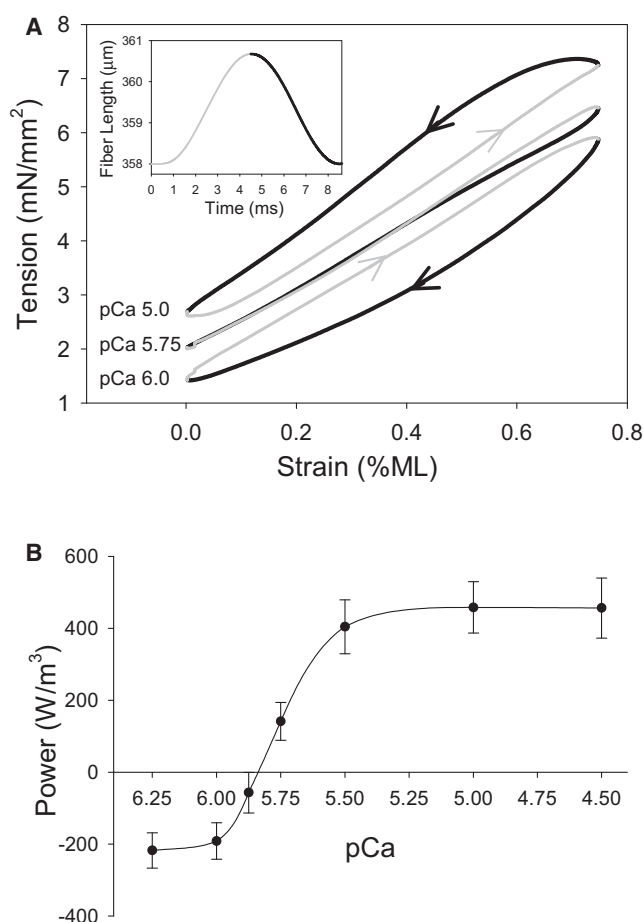 A
8
7
6
5
4
3
2
1
Tension (mN/mm²)
361
360
359
358
Fiber Length (μm)
0 1 2 3 4 5 6 7 8
Time (ms)
pCa 5.0
pCa 5.75
pCa 6.0
0.0 0.2 0.4 0.6 0.8
Strain (%ML)
B
600
400
200
0
-200
-400
Power (W/m³)
6.25 6.00 5.75 5.50 5.25 5.00 4.75 4.50
pCa